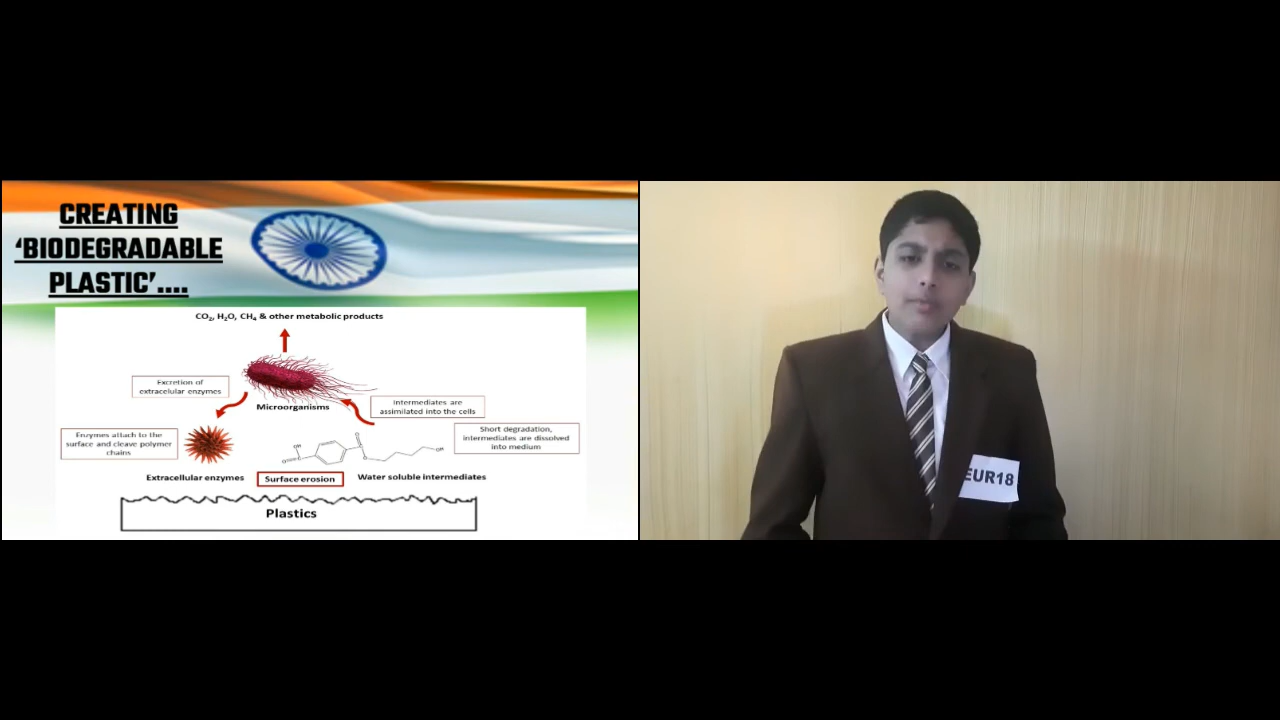 CREATING
‘BIODEGRADABLE
PLASTIC’....
CO₂, H₂O, CH₄ & other metabolic products
Excretion of
extracelular enzymes
Microorganisms
Intermediates are
assimilated into the cells
Enzymes attach to the
surface and cleave polymer
chains
Short degradation,
intermediates are dissolved
into medium
OH
O
O
O
OH
Extracellular enzymes
Surface erosion
Water soluble intermediates
Plastics
EUR18